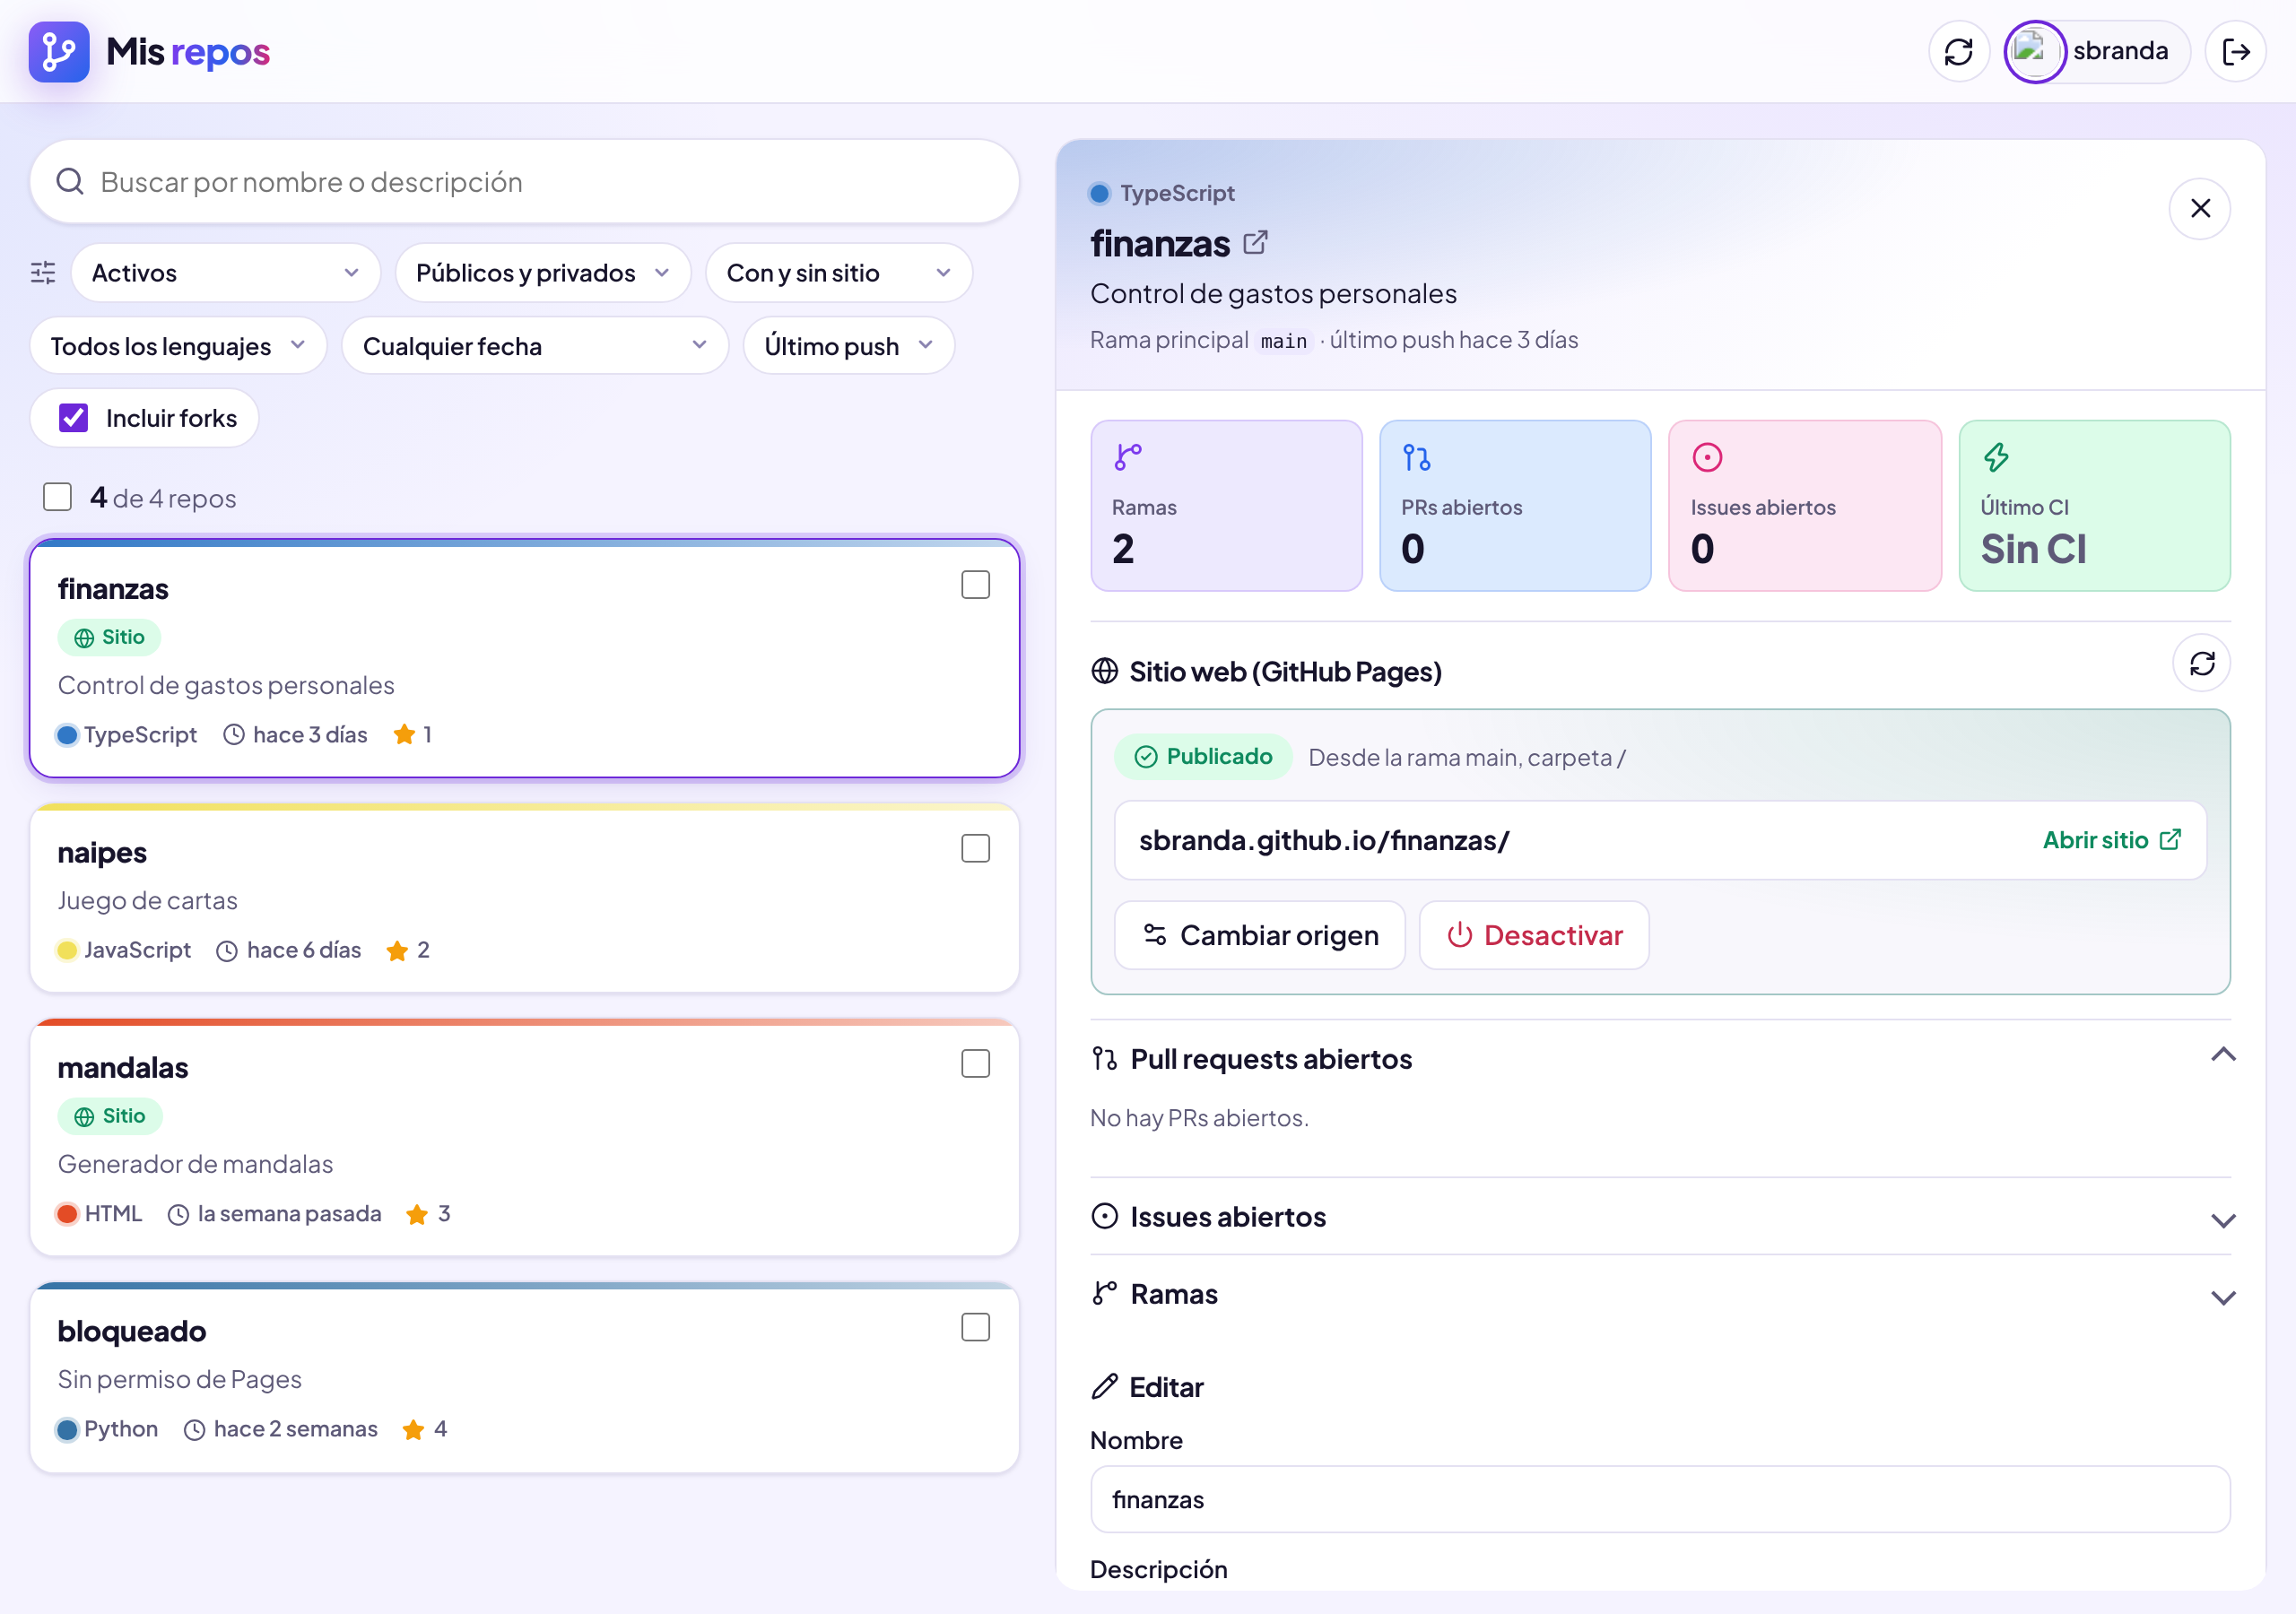 Mis repos
sbranda
Buscar por nombre o descripción
Activos
Públicos y privados
Con y sin sitio
Todos los lenguajes
Cualquier fecha
Último push
Incluir forks
4 de 4 repos
finanzas
Sitio
Control de gastos personales
TypeScript hace 3 días 1
naipes
Juego de cartas
JavaScript hace 6 días 2
mandalas
Sitio
Generador de mandalas
HTML la semana pasada 3
bloqueado
Sin permiso de Pages
Python hace 2 semanas 4
TypeScript
finanzas
Control de gastos personales
Rama principal main · último push hace 3 días
Ramas
2
PRs abiertos
0
Issues abiertos
0
Último CI
Sin CI
Sitio web (GitHub Pages)
Publicado Desde la rama main, carpeta /
sbranda.github.io/finanzas/ Abrir sitio
Cambiar origen Desactivar
Pull requests abiertos
No hay PRs abiertos.
Issues abiertos
Ramas
Editar
Nombre
finanzas
Descripción